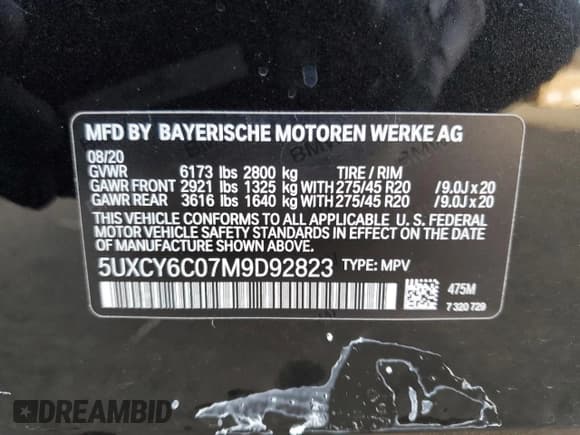 MFD BY BAYERISCHE MOTOREN WERKE AG
08/20
GVWR 6173 lbs 2800 kg TIRE / RIM
GAWR FRONT 2921 lbs 1325 kg WITH 275/45 R20 /9.0J x 20
GAWR REAR 3616 lbs 1640 kg WITH 275/45 R20 /9.0J x 20
THIS VEHICLE CONFORMS TO ALL APPLICABLE U. S. FEDERAL
MOTOR VEHICLE SAFETY STANDARDS IN EFFECT ON THE
DATE OF MANUFACTURE SHOWN ABOVE.
5UXCY6C07M9D92823 TYPE: MPV
475M
7 320 729
DREAMBID